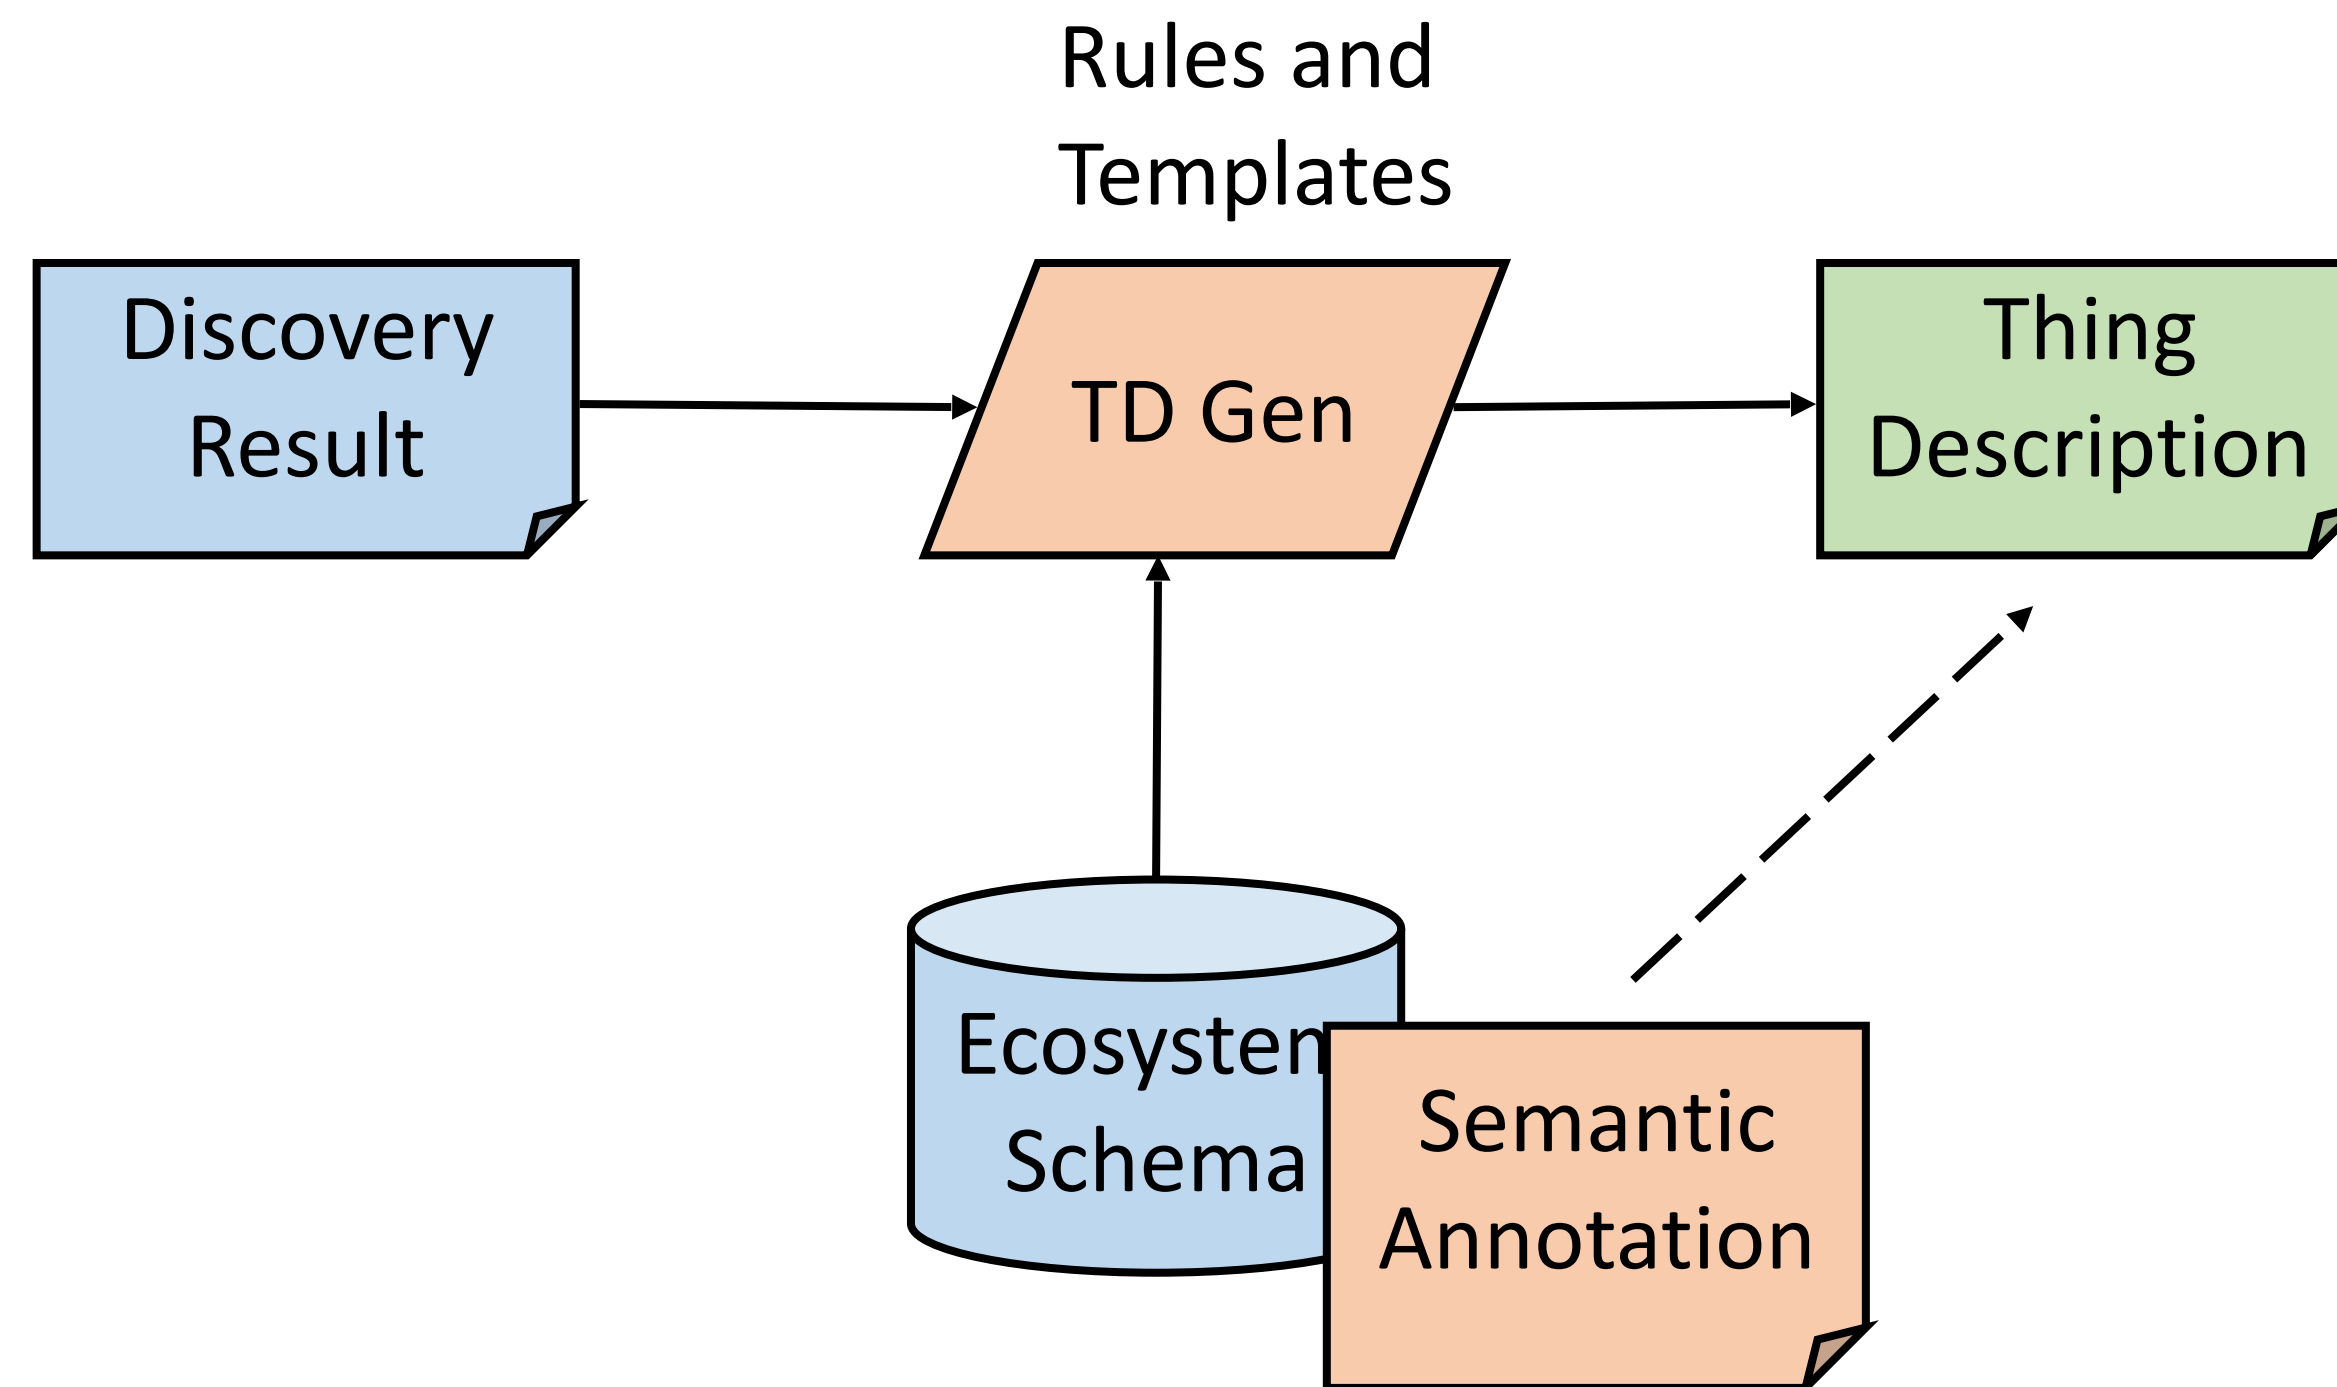 Rules and
Templates
Discovery
Result
TD Gen
Thing
Description
Ecosystem
Schema
Semantic
Annotation